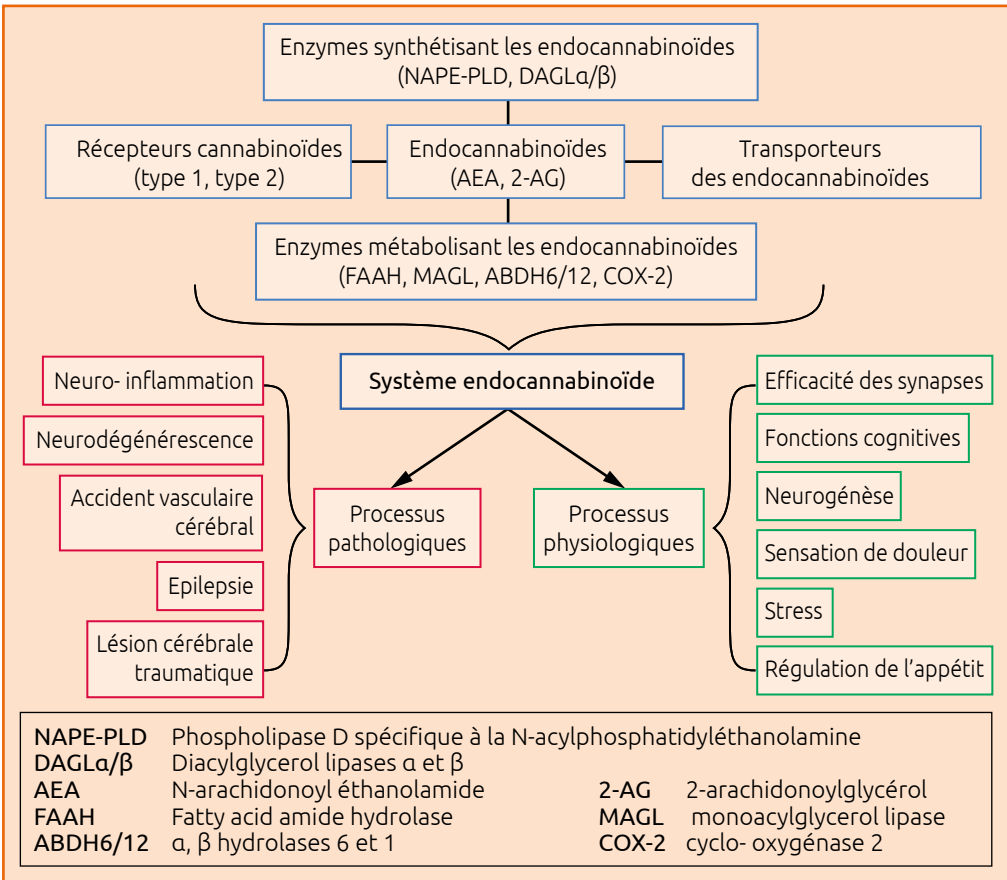 Enzymes synthétisant les endocannabinoïdes
(NAPE-PLD, DAGLα/β)
Récepteurs cannabinoïdes
(type 1, type 2)
Endocannabinoïdes
(AEA, 2-AG)
Transporteurs
des endocannabinoïdes
Enzymes métabolisant les endocannabinoïdes
(FAAH, MAGL, ABDH6/12, COX-2)
Système endocannabinoïde
Neuro- inflammation
Neurodégénérescence
Accident vasculaire
cérébral
Epilepsie
Lésion cérébrale
traumatique
Processus
pathologiques
Processus
physiologiques
Efficacité des synapses
Fonctions cognitives
Neurogénèse
Sensation de douleur
Stress
Régulation de l'appétit
NAPE-PLD Phospholipase D spécifique à la N-acylphosphatidyléthanolamine
DAGLα/β Diacylglycerol lipases α et β
AEA N-arachidonoyl éthanolamide 2-AG 2-arachidonoylglycérol
FAAH Fatty acid amide hydrolase MAGL monoacylglycerol lipase
ABDH6/12 α, β hydrolases 6 et 1 COX-2 cyclo- oxygénase 2